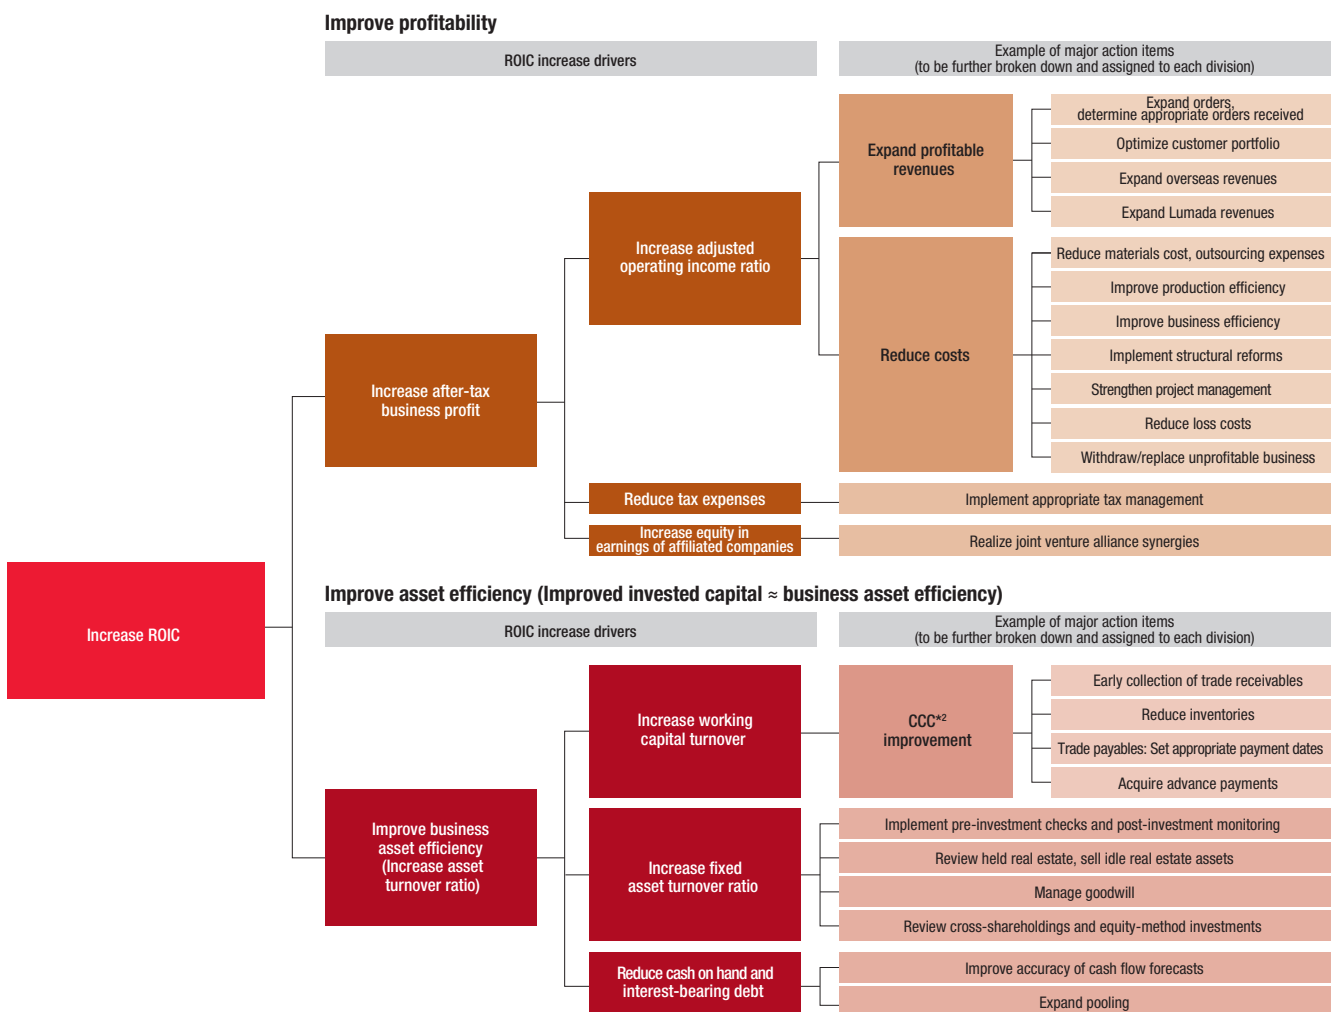 Improve profitability
ROIC increase drivers
Example of major action items
(to be further broken down and assigned to each division)
Expand profitable
revenues
Expand orders,
determine appropriate orders received
Optimize customer portfolio
Expand overseas revenues
Expand Lumada revenues
Increase adjusted
operating income ratio
Reduce costs
Reduce materials cost, outsourcing expenses
Improve production efficiency
Improve business efficiency
Implement structural reforms
Strengthen project management
Reduce loss costs
Withdraw/replace unprofitable business
Increase after-tax
business profit
Reduce tax expenses
Implement appropriate tax management
Increase equity in
earnings of affiliated companies
Realize joint venture alliance synergies
Increase ROIC
Improve asset efficiency (Improved invested capital ≈ business asset efficiency)
ROIC increase drivers
Example of major action items
(to be further broken down and assigned to each division)
Increase working
capital turnover
CCC*2
improvement
Early collection of trade receivables
Reduce inventories
Trade payables: Set appropriate payment dates
Acquire advance payments
Improve business
asset efficiency
(Increase asset
turnover ratio)
Increase fixed
asset turnover ratio
Implement pre-investment checks and post-investment monitoring
Review held real estate, sell idle real estate assets
Manage goodwill
Review cross-shareholdings and equity-method investments
Reduce cash on hand and
interest-bearing debt
Improve accuracy of cash flow forecasts
Expand pooling